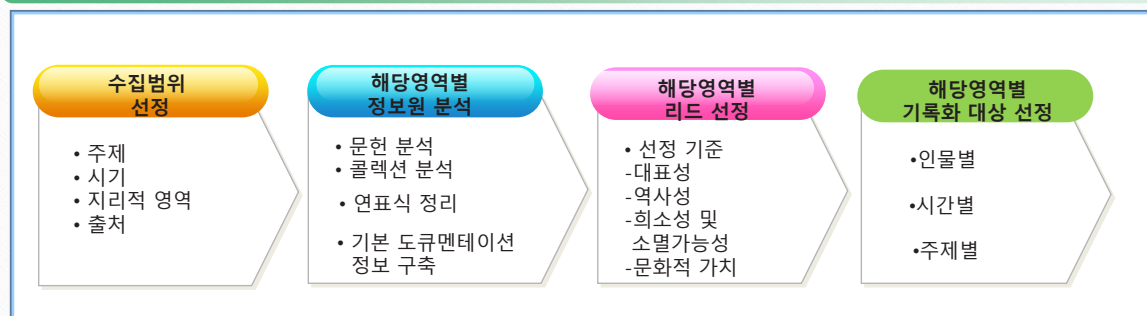 수집범위
선정
• 주제
• 시기
• 지리적 영역
• 출처
해당영역별
정보원 분석
• 문헌 분석
• 콜렉션 분석
• 연표식 정리
• 기본 도큐멘테이션
정보 구축
해당영역별
리드 선정
• 선정 기준
-대표성
-역사성
-희소성 및
소멸가능성
-문화적 가치
해당영역별
기록화 대상 선정
•인물별
•시간별
•주제별